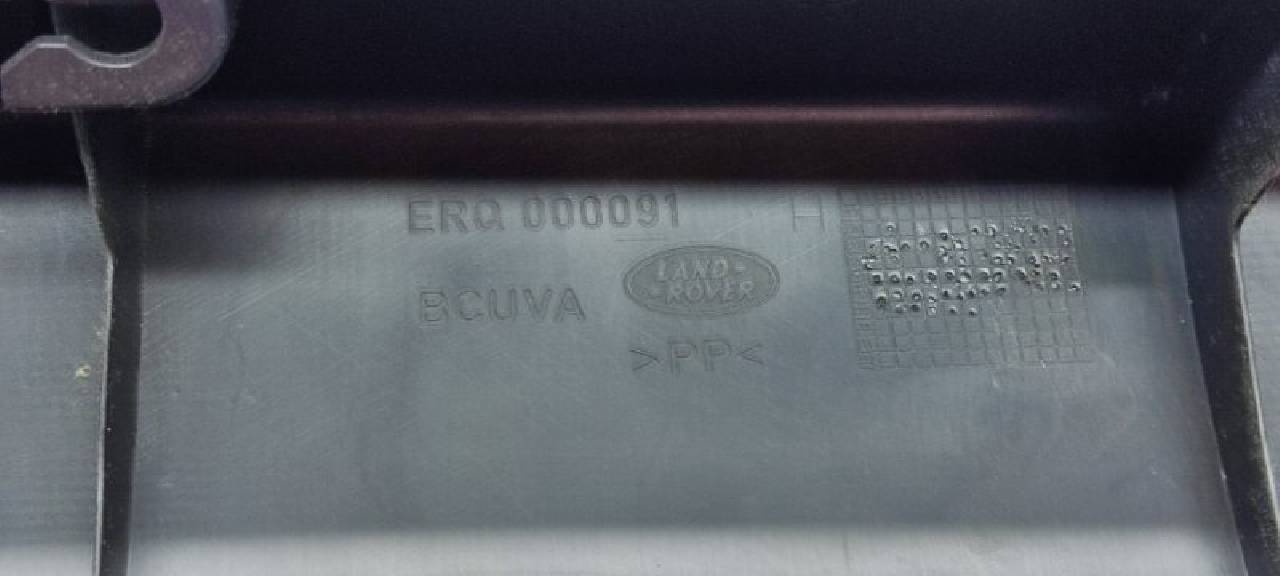 ERQ 000091 H
BCUVA
LAND-
-ROVER
>PP<